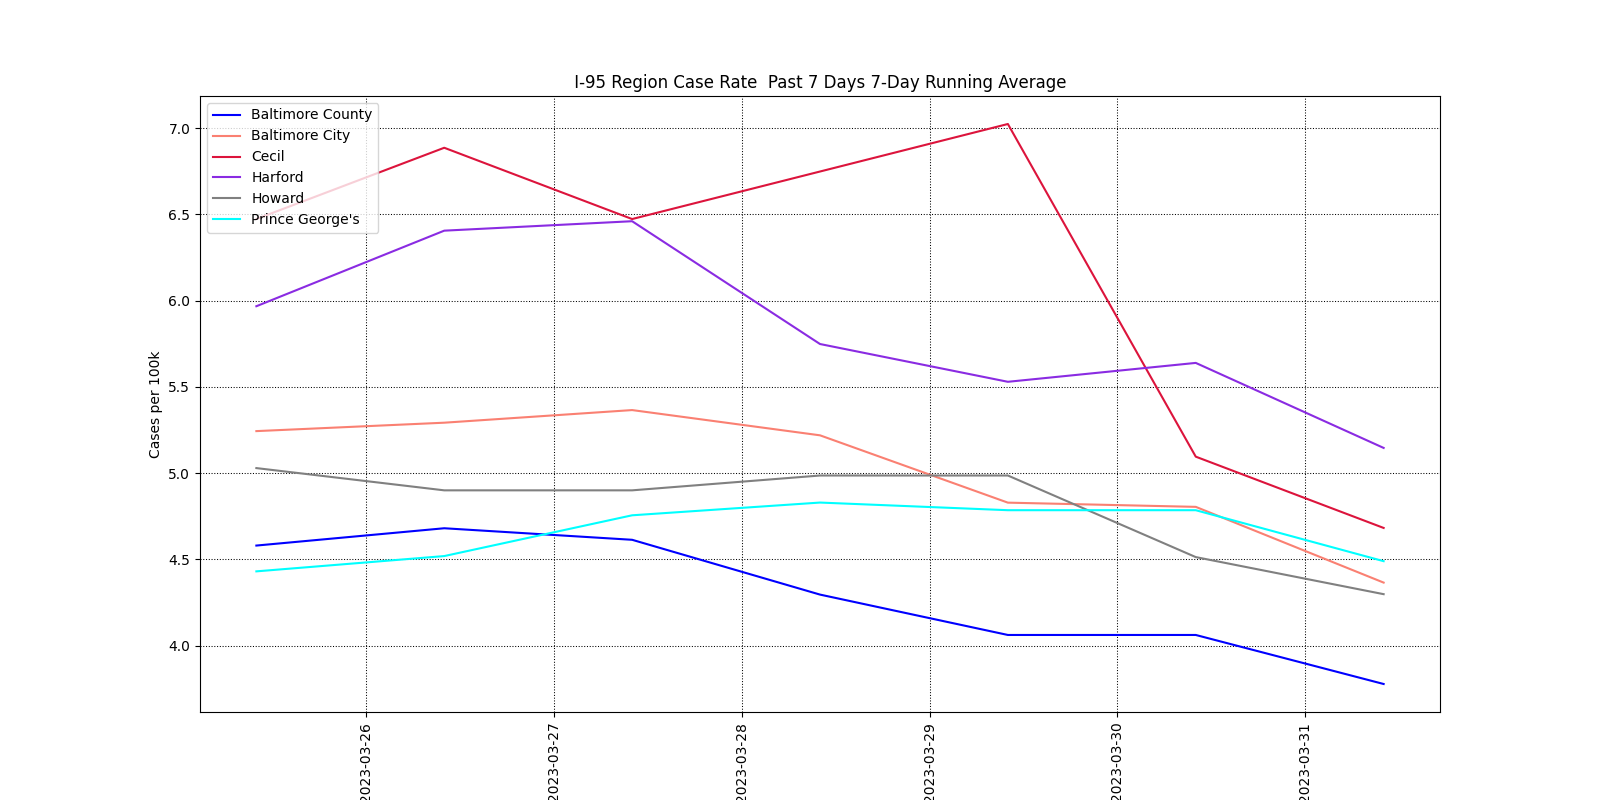 I-95 Region Case Rate  Past 7 Days 7-Day Running Average
Baltimore County
Baltimore City
Cecil
Harford
Howard
Prince George's
Cases per 100k
7.0
6.5
6.0
5.5
5.0
4.5
4.0
2023-03-26
2023-03-27
2023-03-28
2023-03-29
2023-03-30
2023-03-31